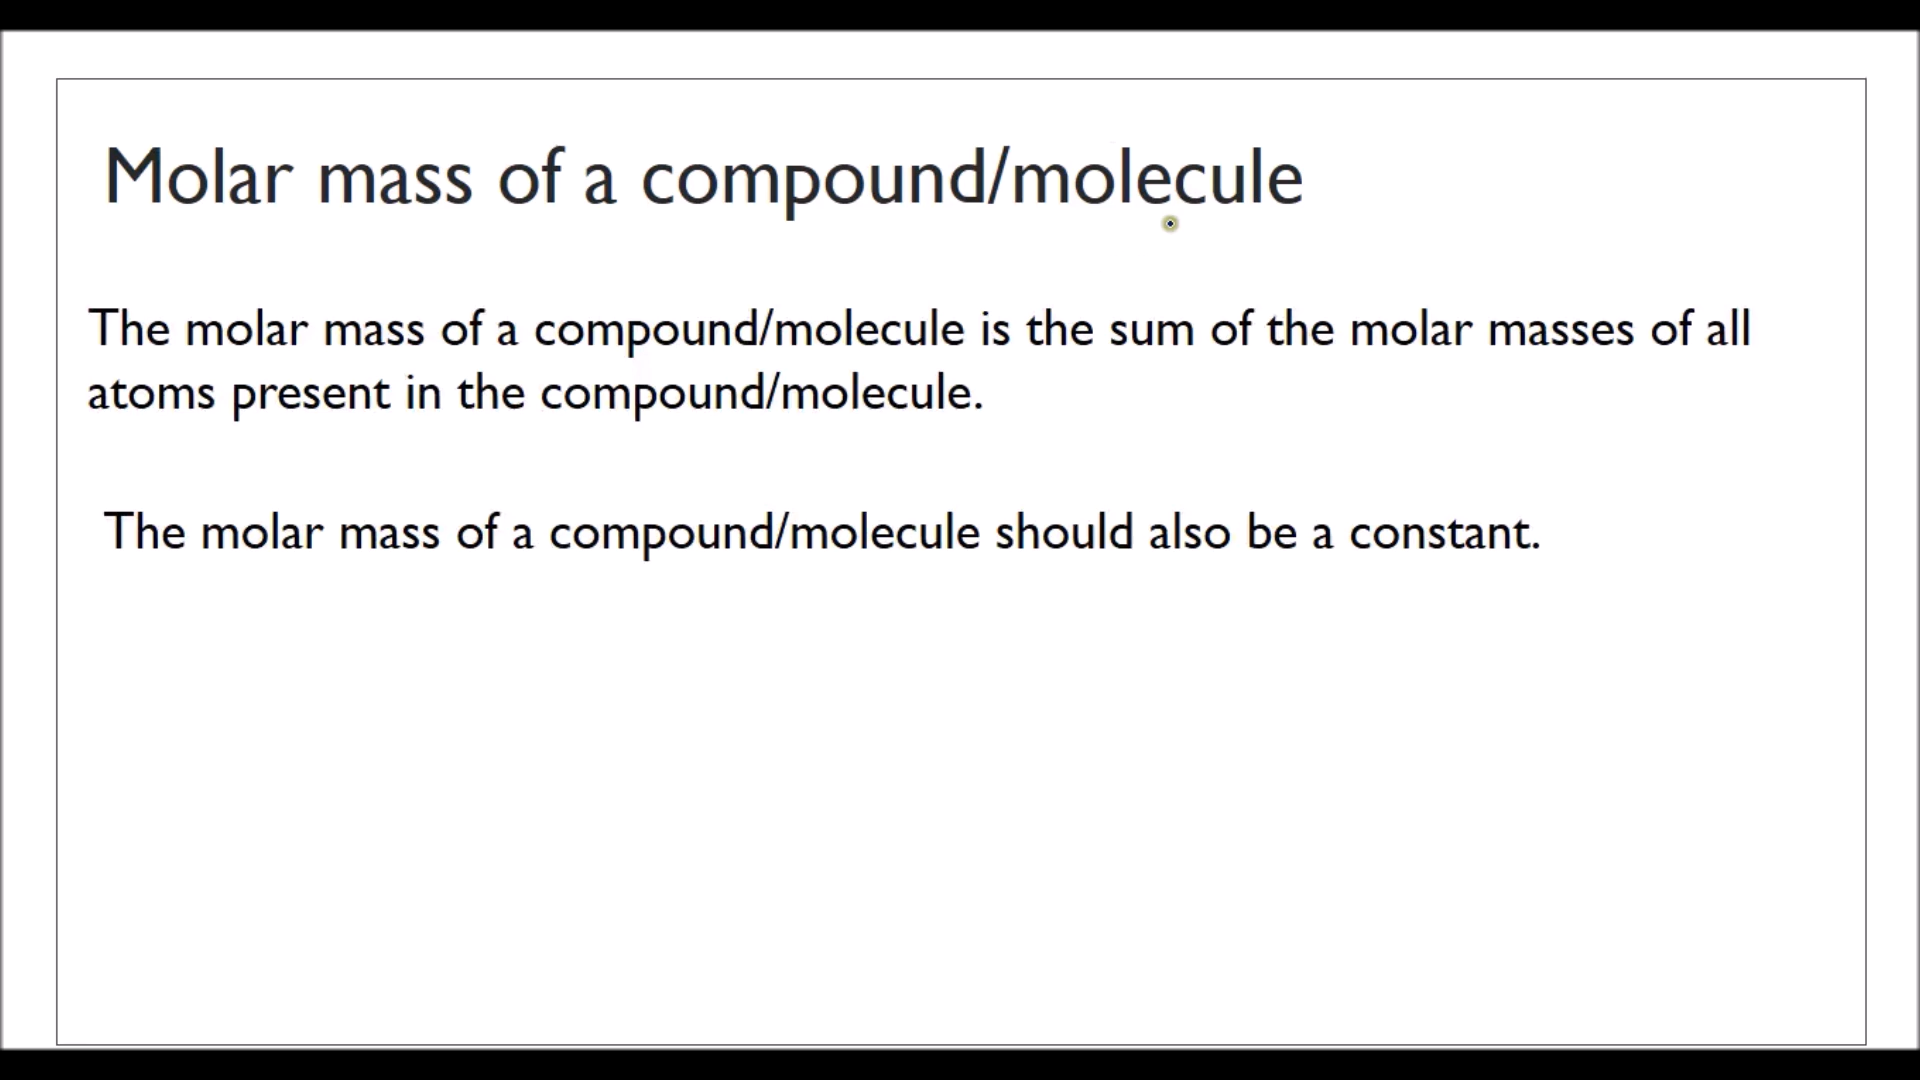 Molar mass of a compound/molecule
The molar mass of a compound/molecule is the sum of the molar masses of all
atoms present in the compound/molecule.
The molar mass of a compound/molecule should also be a constant.